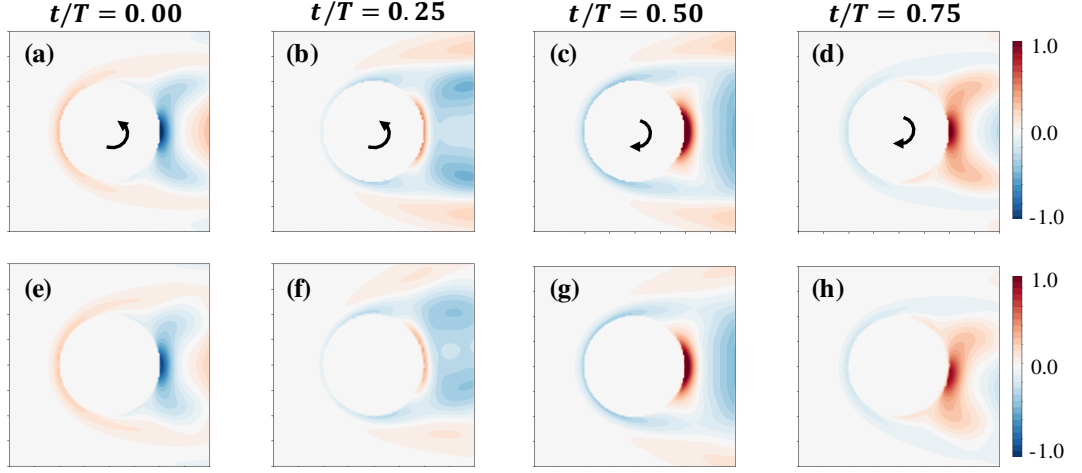 t/T = 0.00 t/T = 0.25 t/T = 0.50 t/T = 0.75
(a) (b) (c) (d)
1.0
0.0
-1.0
(e) (f) (g) (h)
1.0
0.0
-1.0